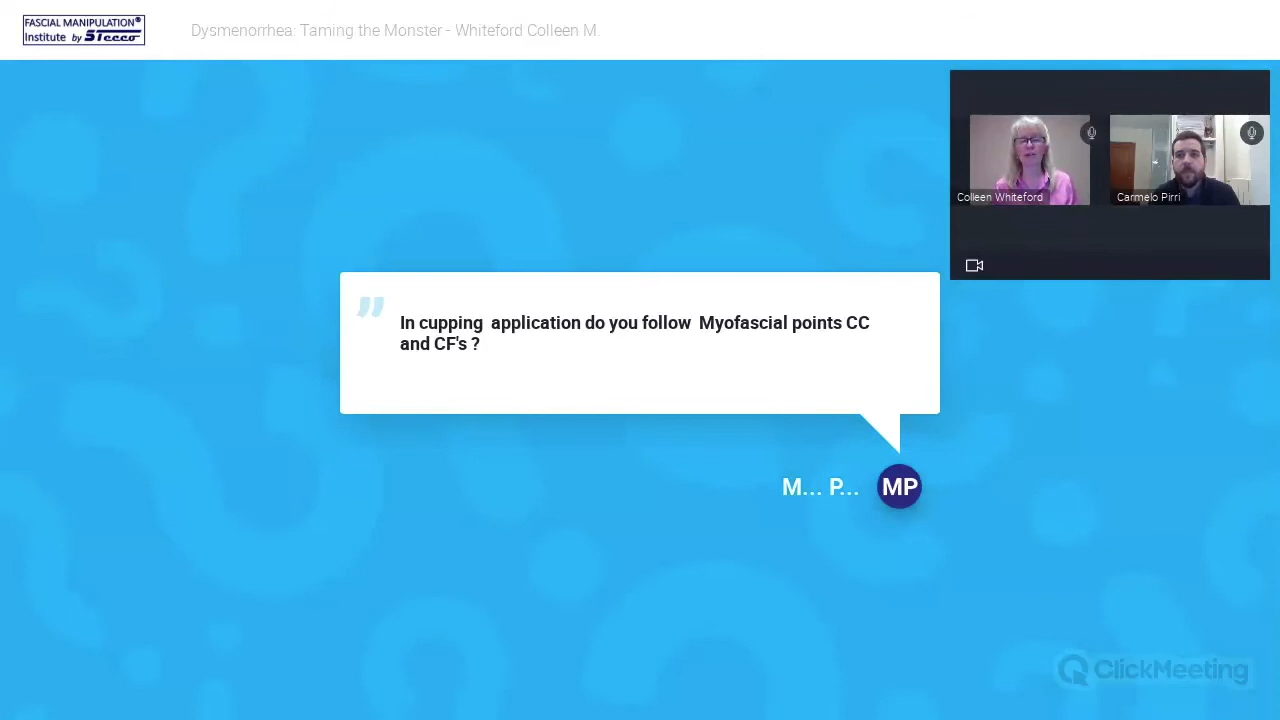 FASCIAL MANIPULATION®
Institute by Stecco
Dysmenorrhea: Taming the Monster - Whiteford Colleen M.
Colleen Whiteford
Carmelo Pirri
In cupping application do you follow Myofascial points CC
and CF's ?
M... P...
MP
ClickMeeting